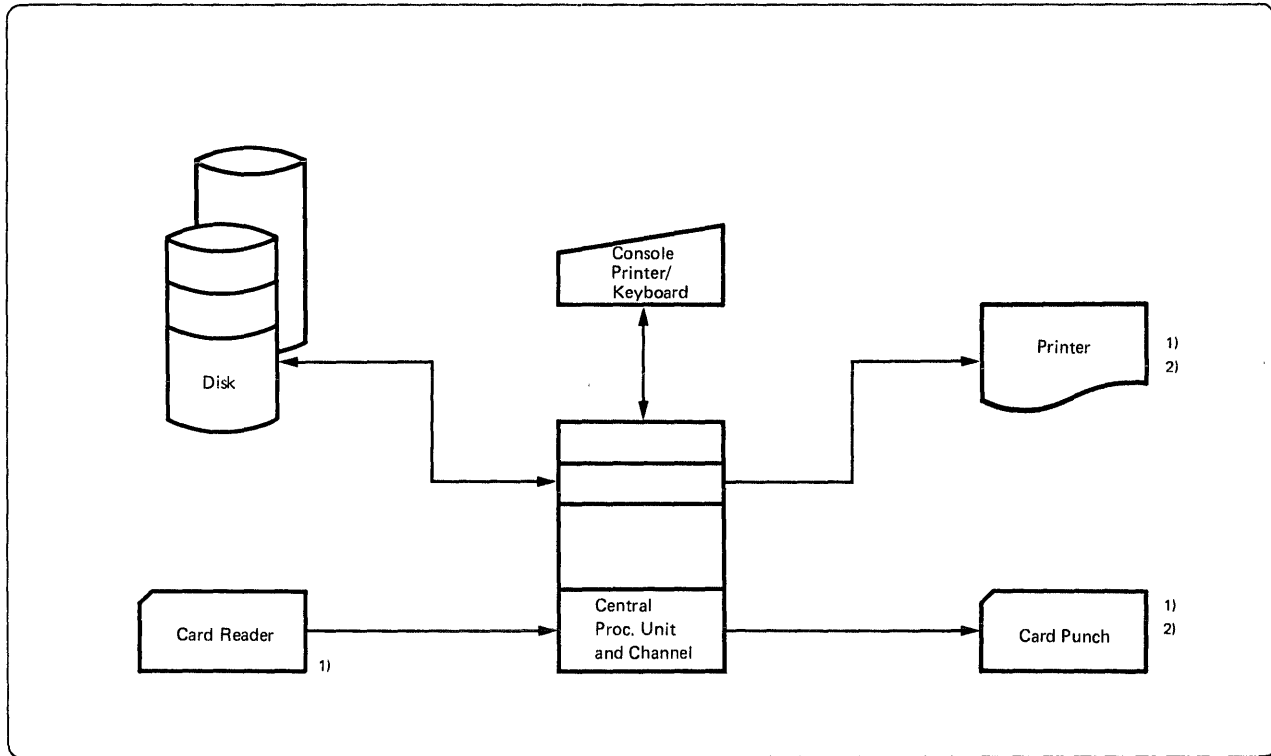 Console
Printer/
Keyboard
Printer
1)
2)
Disk
Card Reader
1)
Central
Proc. Unit
and Channel
Card Punch
1)
2)